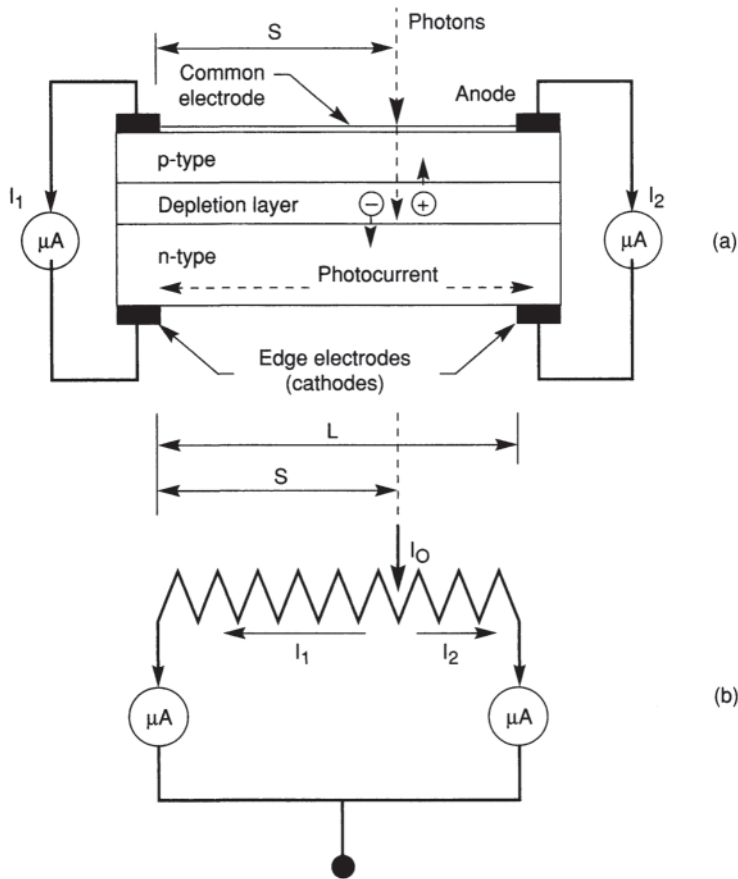 S
Photons
Common
electrode
Anode
p-type
I1
Depletion layer
−
+
I2
μA
μA
(a)
n-type
Photocurrent
Edge electrodes
(cathodes)
L
S
IO
I1
I2
μA
μA
(b)